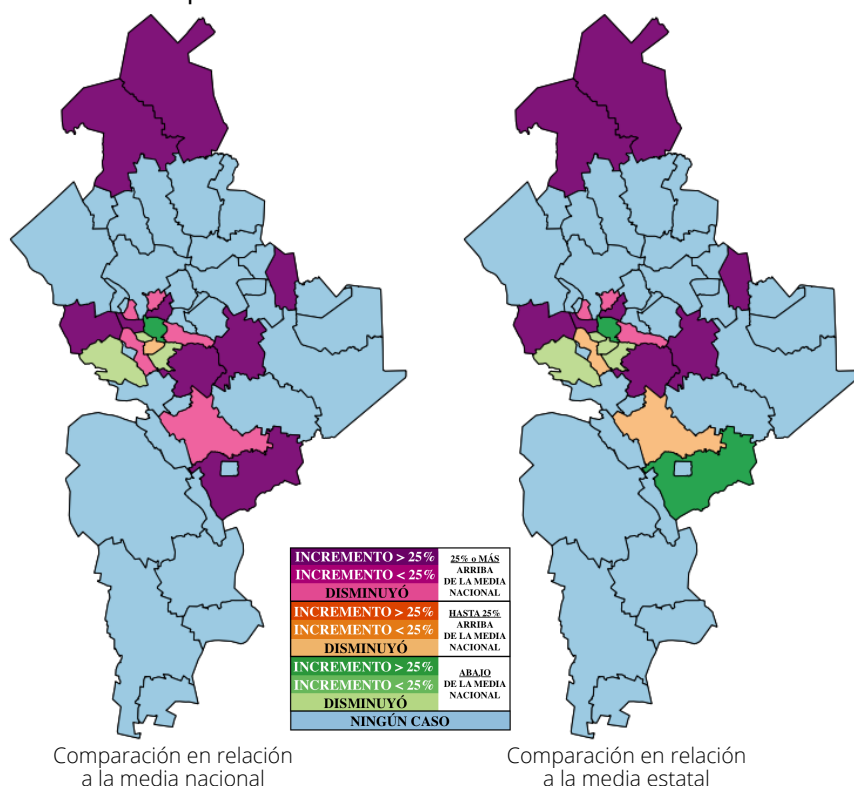 INCREMENTO > 25%
INCREMENTO < 25%
DISMINUYÓ
25% o MÁS
ARRIBA
DE LA MEDIA
NACIONAL
INCREMENTO > 25%
INCREMENTO < 25%
DISMINUYÓ
HASTA 25%
ARRIBA
DE LA MEDIA
NACIONAL
INCREMENTO > 25%
INCREMENTO < 25%
DISMINUYÓ
ABAJO
DE LA MEDIA
NACIONAL
NINGÚN CASO
Comparación en relación
a la media nacional
Comparación en relación
a la media estatal